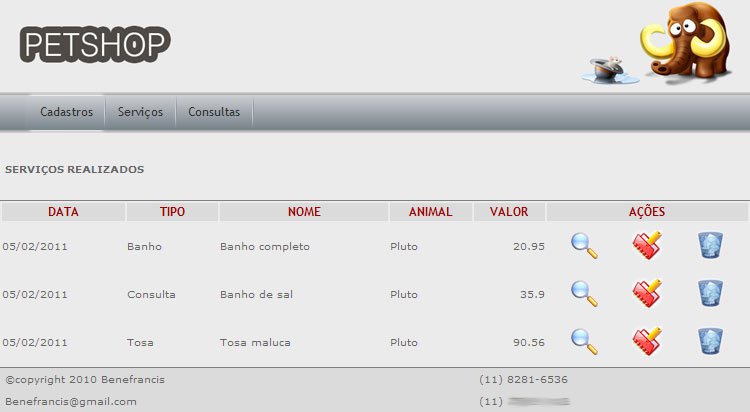 PETSHOP
Cadastros Serviços Consultas
SERVIÇOS REALIZADOS
DATA TIPO NOME ANIMAL VALOR AÇÕES
05/02/2011 Banho Banho completo Pluto 20.95
05/02/2011 Consulta Banho de sal Pluto 35.9
05/02/2011 Tosa Tosa maluca Pluto 90.56
©copyright 2010 Benefrancis (11) 8281-6536
Benefrancis@gmail.com (11)